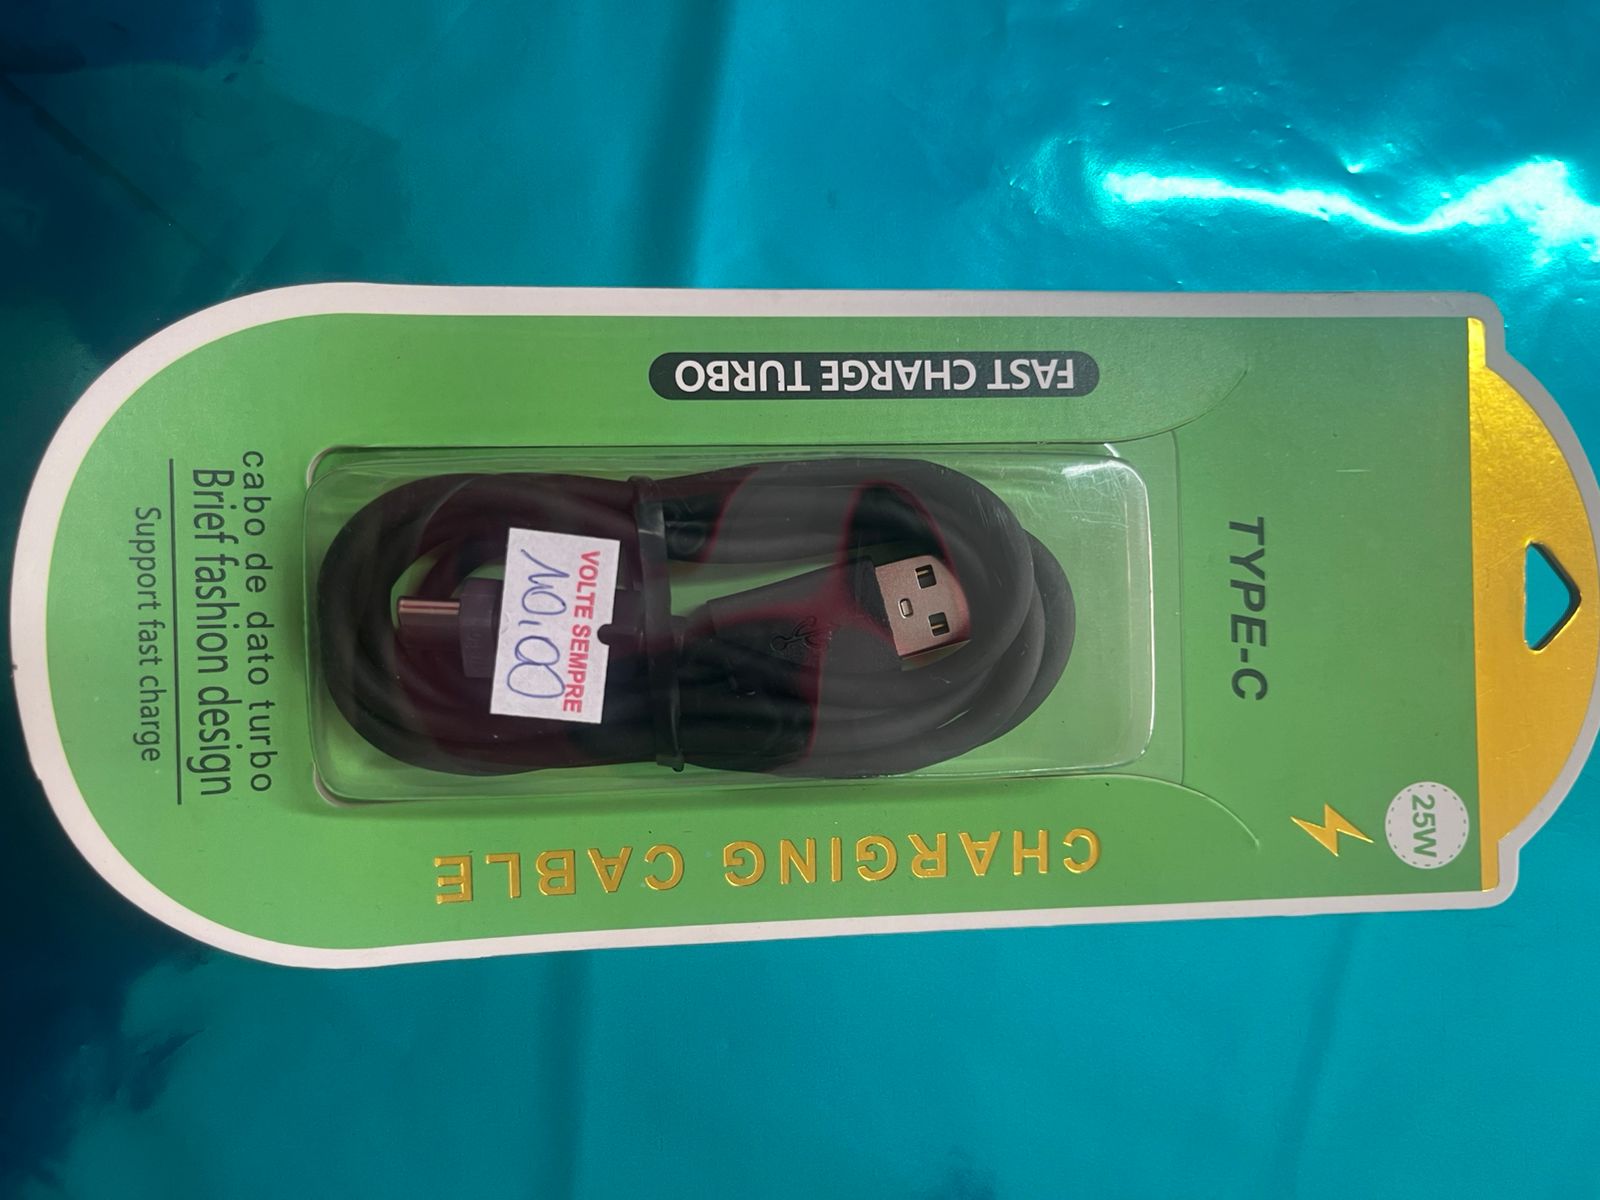 25W
TYPE-C
FAST CHARGE TURBO
CHARGING CABLE
VOLTE SEMPRE
10,00
cabo de dato turbo
Brief fashion design
Support fast charge